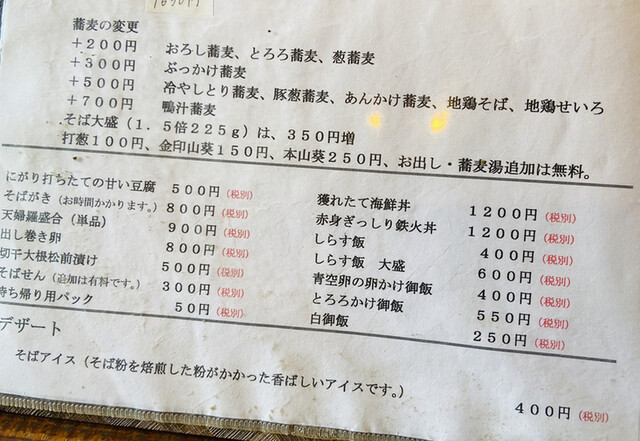 1650円
蕎麦の変更
+200円 おろし蕎麦、とろろ蕎麦、葱蕎麦
+300円 ぶっかけ蕎麦
+500円 冷やしとり蕎麦、豚葱蕎麦、あんかけ蕎麦、地鶏そば、地鶏せいろ
+700円 鴨汁蕎麦
そば大盛(1.5倍225g)は、350円増
打葱100円、金印山葵150円、本山葵250円、お出し・蕎麦湯追加は無料。
にがり打ちたての甘い豆腐 500円(税別)
そばがき(お時間かかります。) 800円(税別)
天婦羅盛合(単品) 900円(税別)
出し巻き卵 800円(税別)
切干大根松前漬け 500円(税別)
そばせん(追加は有料です。) 300円(税別)
持ち帰り用パック 50円(税別)
獲れたて海鮮丼 1200円(税別)
赤身ぎっしり鉄火丼 1200円(税別)
しらす飯 400円(税別)
しらす飯 大盛 600円(税別)
青空卵の卵かけ御飯 400円(税別)
とろろかけ御飯 550円(税別)
白御飯 250円(税別)
デザート
そばアイス(そば粉を焙煎した粉がかかった香ばしいアイスです。) 400円(税別)